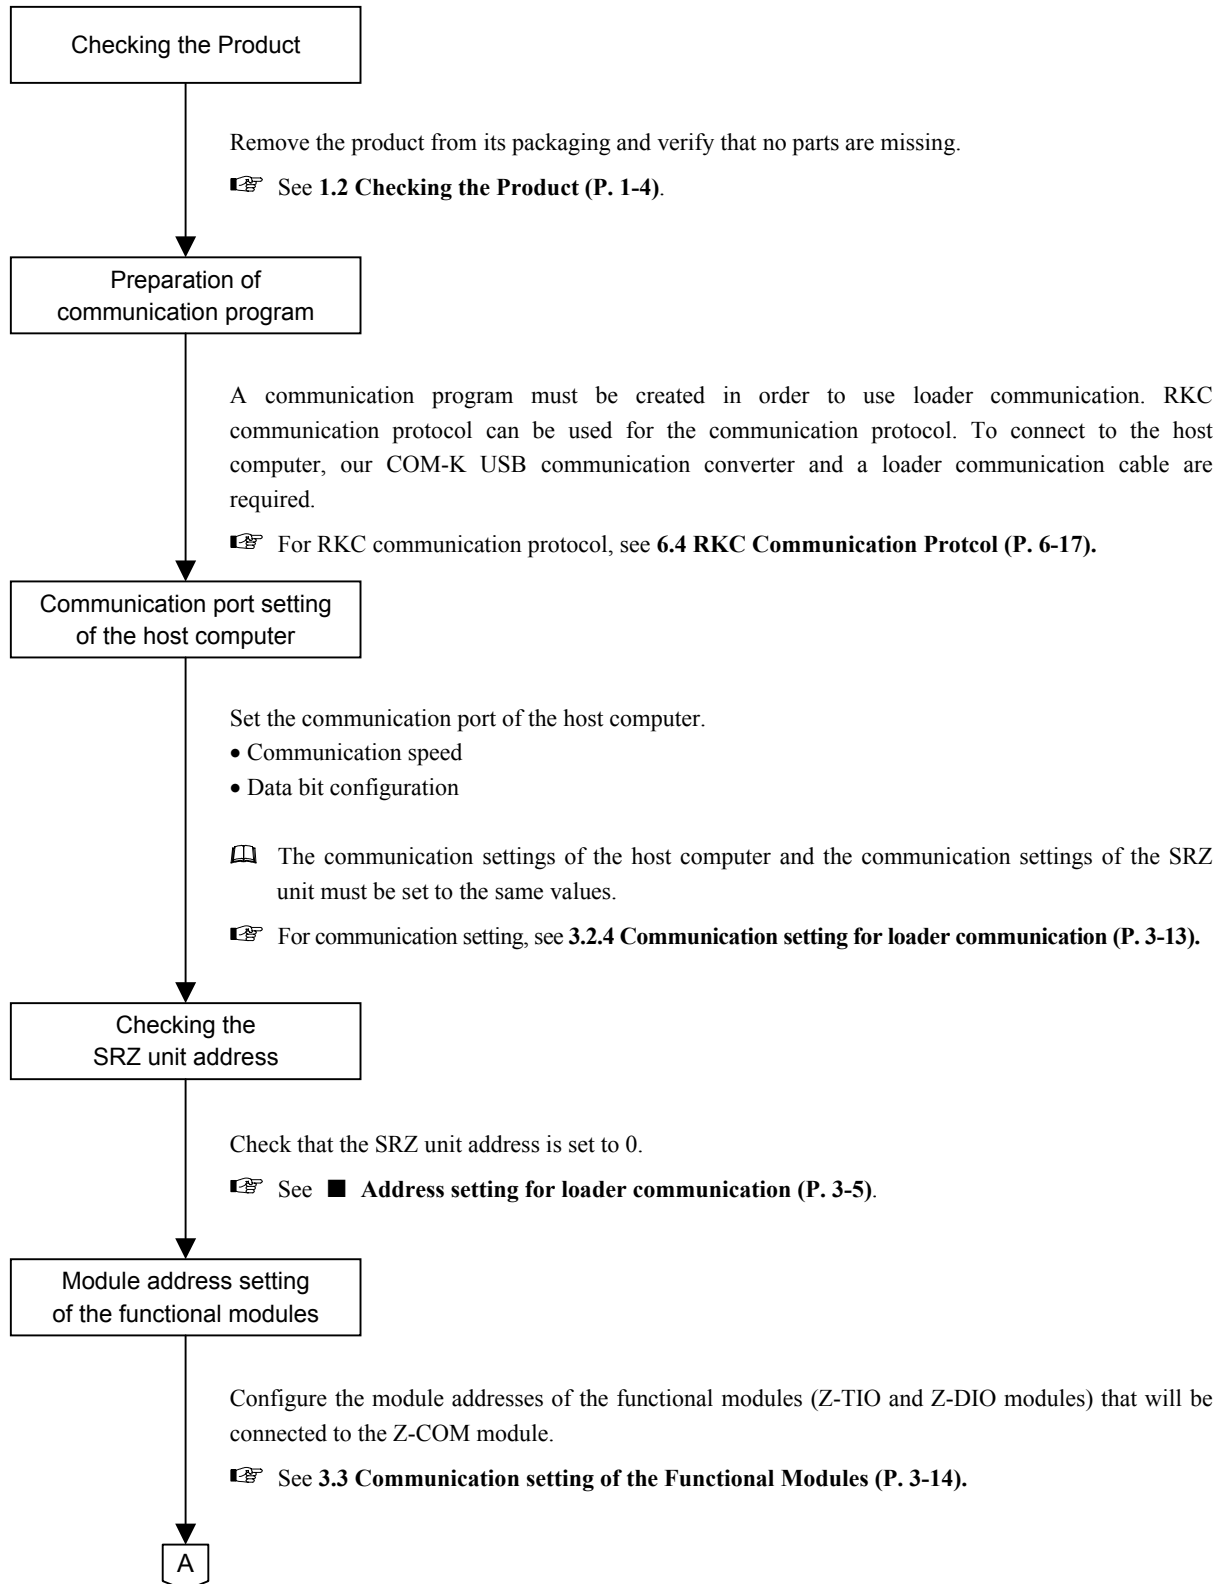 Checking the Product
Remove the product from its packaging and verify that no parts are missing.
☞ See 1.2 Checking the Product (P. 1-4).
Preparation of
communication program
A communication program must be created in order to use loader communication. RKC
communication protocol can be used for the communication protocol. To connect to the host
computer, our COM-K USB communication converter and a loader communication cable are
required.
☞ For RKC communication protocol, see 6.4 RKC Communication Protcol (P. 6-17).
Communication port setting
of the host computer
Set the communication port of the host computer.
• Communication speed
• Data bit configuration
The communication settings of the host computer and the communication settings of the SRZ
unit must be set to the same values.
☞ For communication setting, see 3.2.4 Communication setting for loader communication (P. 3-13).
Checking the
SRZ unit address
Check that the SRZ unit address is set to 0.
☞ See ■ Address setting for loader communication (P. 3-5).
Module address setting
of the functional modules
Configure the module addresses of the functional modules (Z-TIO and Z-DIO modules) that will be
connected to the Z-COM module.
☞ See 3.3 Communication setting of the Functional Modules (P. 3-14).
A